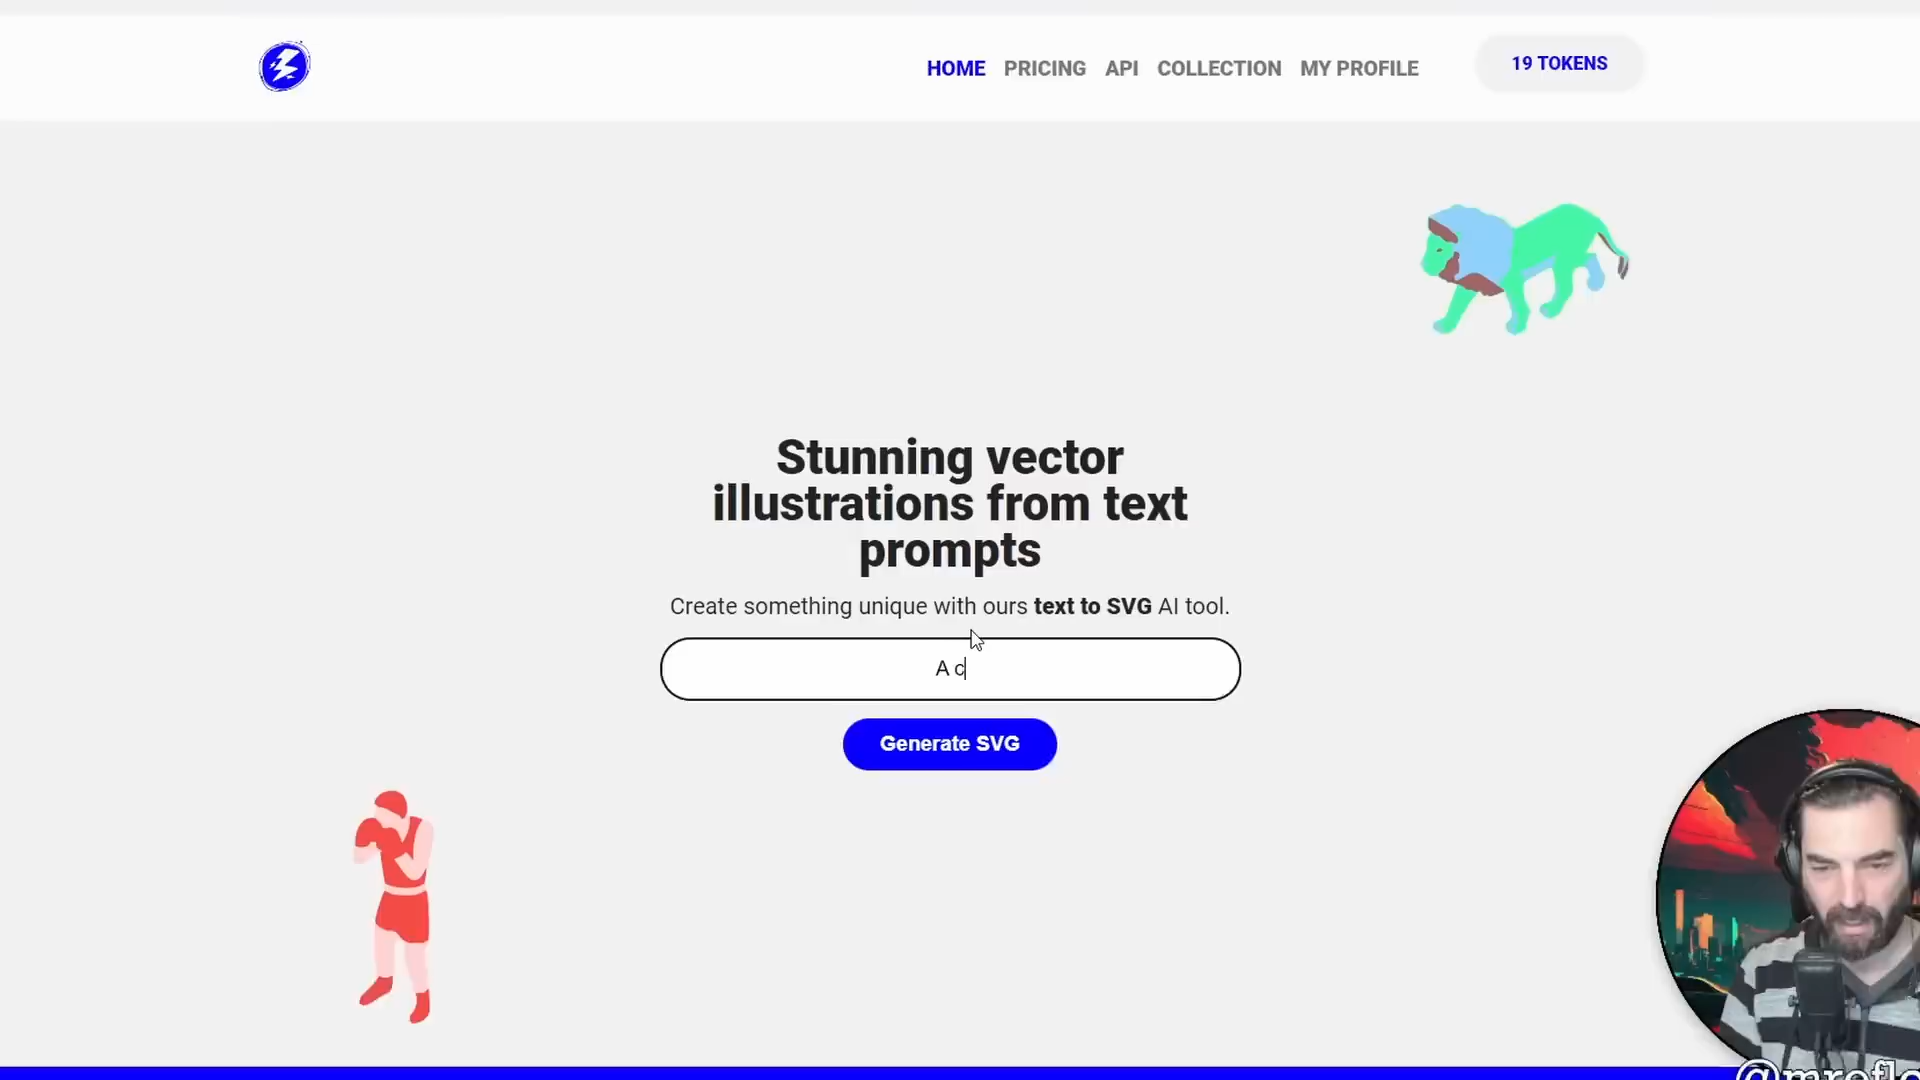 HOME PRICING API COLLECTION MY PROFILE 19 TOKENS
Stunning vector
illustrations from text
prompts
Create something unique with ours text to SVG AI tool.
A c
Generate SVG